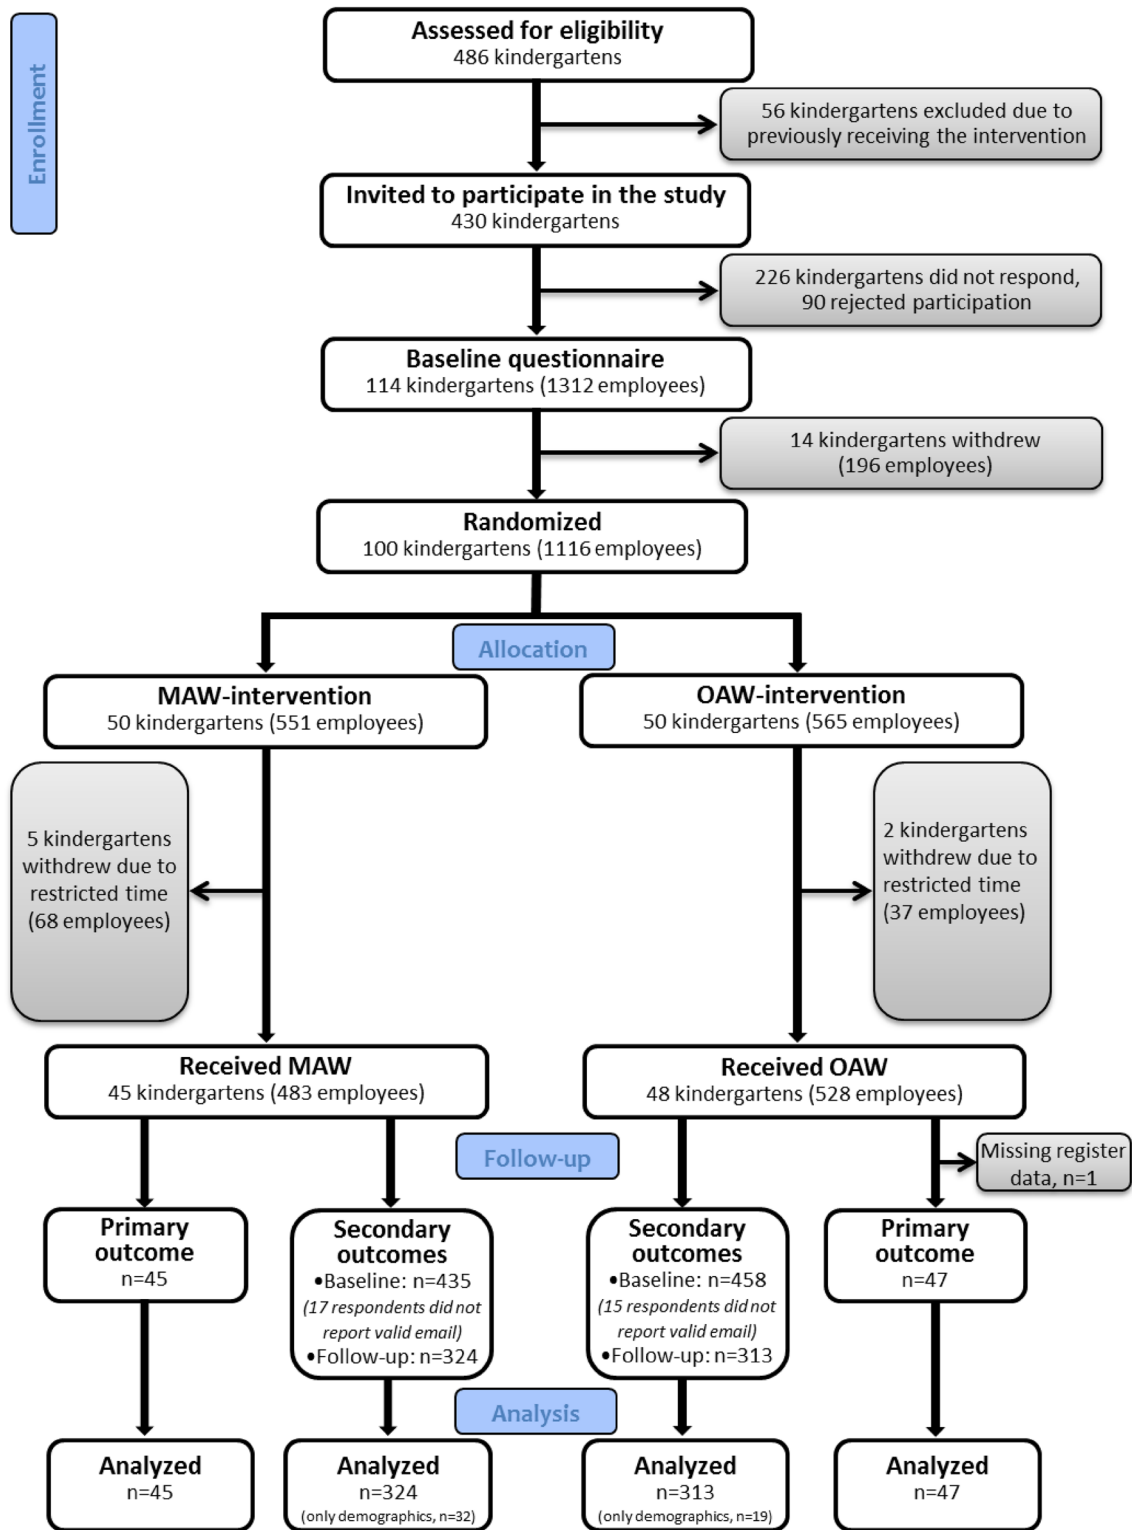 Enrollment
Assessed for eligibility
486 kindergartens
56 kindergartens excluded due to
previously receiving the intervention
Invited to participate in the study
430 kindergartens
226 kindergartens did not respond,
90 rejected participation
Baseline questionnaire
114 kindergartens (1312 employees)
14 kindergartens withdrew
(196 employees)
Randomized
100 kindergartens (1116 employees)
Allocation
MAW-intervention
50 kindergartens (551 employees)
OAW-intervention
50 kindergartens (565 employees)
5 kindergartens
withdrew due to
restricted time
(68 employees)
2 kindergartens
withdrew due to
restricted time
(37 employees)
Received MAW
45 kindergartens (483 employees)
Received OAW
48 kindergartens (528 employees)
Follow-up
Missing register
data, n=1
Primary
outcome
n=45
Secondary
outcomes
•Baseline: n=435
(17 respondents did not
report valid email)
•Follow-up: n=324
Secondary
outcomes
•Baseline: n=458
(15 respondents did not
report valid email)
•Follow-up: n=313
Primary
outcome
n=47
Analysis
Analyzed
n=45
Analyzed
n=324
(only demographics, n=32)
Analyzed
n=313
(only demographics, n=19)
Analyzed
n=47